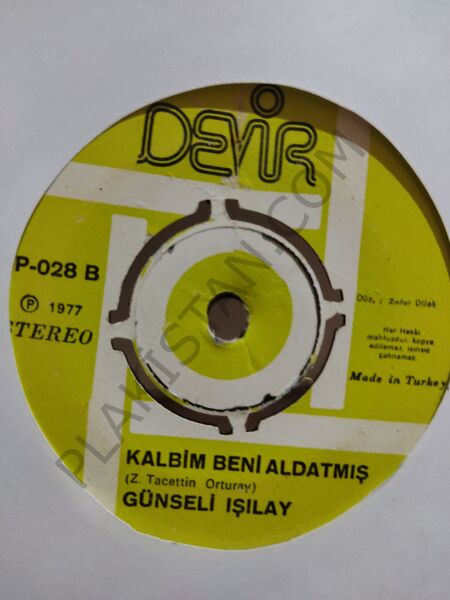 DEVİR
P-028 B
Ⓟ 1977
STEREO
Düz. : Zafer Dilek
Her Hakkı
mahfuzdur, kopye
edilemez, izinsiz
çalınamaz.
Made in Turkey
KALBİM BENİ ALDATMIŞ
(Z. Tacettin Orturay)
GÜNSELİ IŞILAY
PLAKISTAN.COM